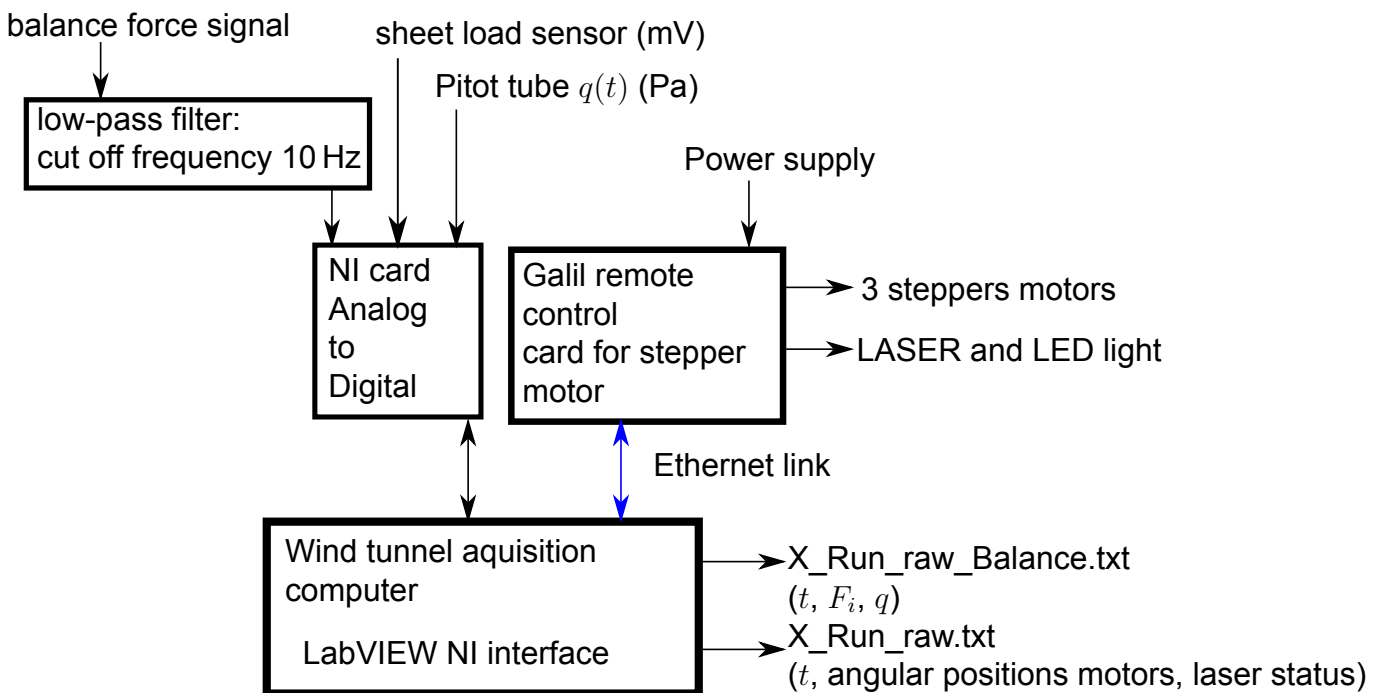 balance force signal
sheet load sensor (mV)
Pitot tube q(t) (Pa)
low-pass filter:
cut off frequency 10 Hz
Power supply
NI card
Analog
to
Digital
Galil remote
control
card for stepper
motor
3 steppers motors
LASER and LED light
Ethernet link
Wind tunnel aquisition
computer
LabVIEW NI interface
X_Run_raw_Balance.txt
(t, F_i, q)
X_Run_raw.txt
(t, angular positions motors, laser status)